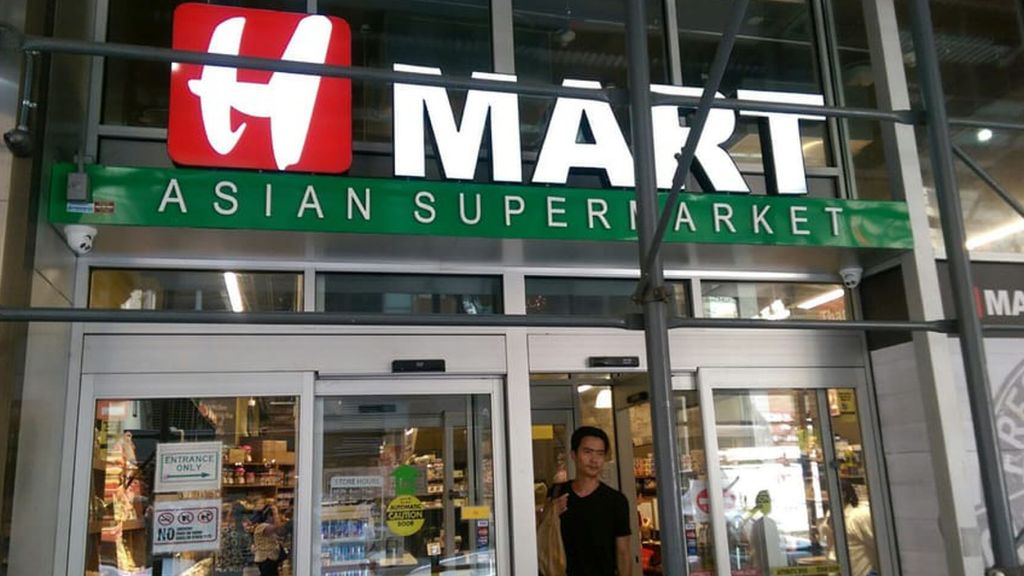 H MART
ASIAN SUPERMARKET
MA
ENTRANCE
ONLY
STORE HOURS
AUTOMATIC
CAUTION
DOOR
NO